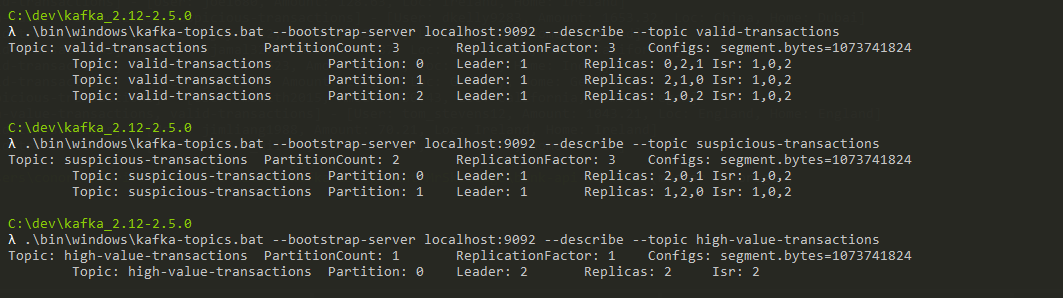 C:\dev\kafka_2.12-2.5.0
λ .\bin\windows\kafka-topics.bat --bootstrap-server localhost:9092 --describe --topic valid-transactions
Topic: valid-transactions PartitionCount: 3 ReplicationFactor: 3 Configs: segment.bytes=1073741824
Topic: valid-transactions Partition: 0 Leader: 1 Replicas: 0,2,1 Isr: 1,0,2
Topic: valid-transactions Partition: 1 Leader: 1 Replicas: 2,1,0 Isr: 1,0,2
Topic: valid-transactions Partition: 2 Leader: 1 Replicas: 1,0,2 Isr: 1,0,2
C:\dev\kafka_2.12-2.5.0
λ .\bin\windows\kafka-topics.bat --bootstrap-server localhost:9092 --describe --topic suspicious-transactions
Topic: suspicious-transactions PartitionCount: 2 ReplicationFactor: 3 Configs: segment.bytes=1073741824
Topic: suspicious-transactions Partition: 0 Leader: 1 Replicas: 2,0,1 Isr: 1,0,2
Topic: suspicious-transactions Partition: 1 Leader: 1 Replicas: 1,2,0 Isr: 1,0,2
C:\dev\kafka_2.12-2.5.0
λ .\bin\windows\kafka-topics.bat --bootstrap-server localhost:9092 --describe --topic high-value-transactions
Topic: high-value-transactions PartitionCount: 1 ReplicationFactor: 1 Configs: segment.bytes=1073741824
Topic: high-value-transactions Partition: 0 Leader: 2 Replicas: 2 Isr: 2